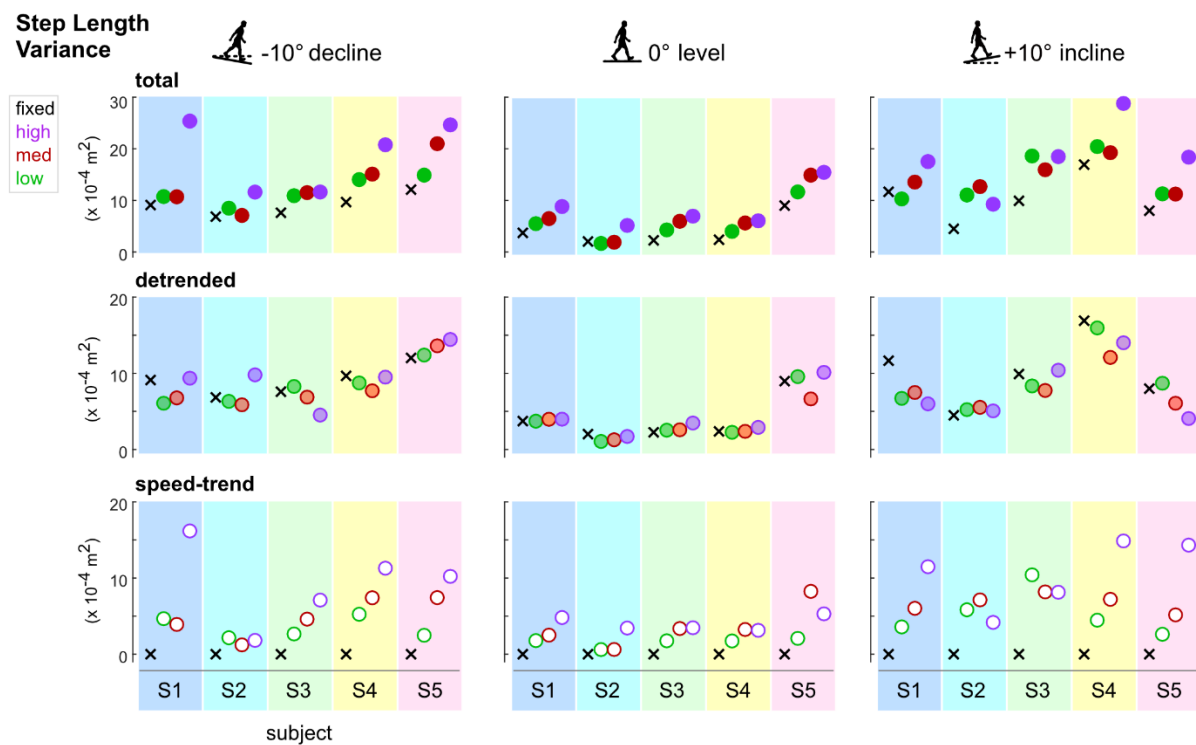 Step Length
Variance
-10° decline
0° level
+10° incline
total
fixed
high
med
low
30
20
10
0
(x 10⁻⁴ m²)
detrended
20
10
0
(x 10⁻⁴ m²)
speed-trend
20
10
0
(x 10⁻⁴ m²)
S1 S2 S3 S4 S5
S1 S2 S3 S4 S5
S1 S2 S3 S4 S5
subject